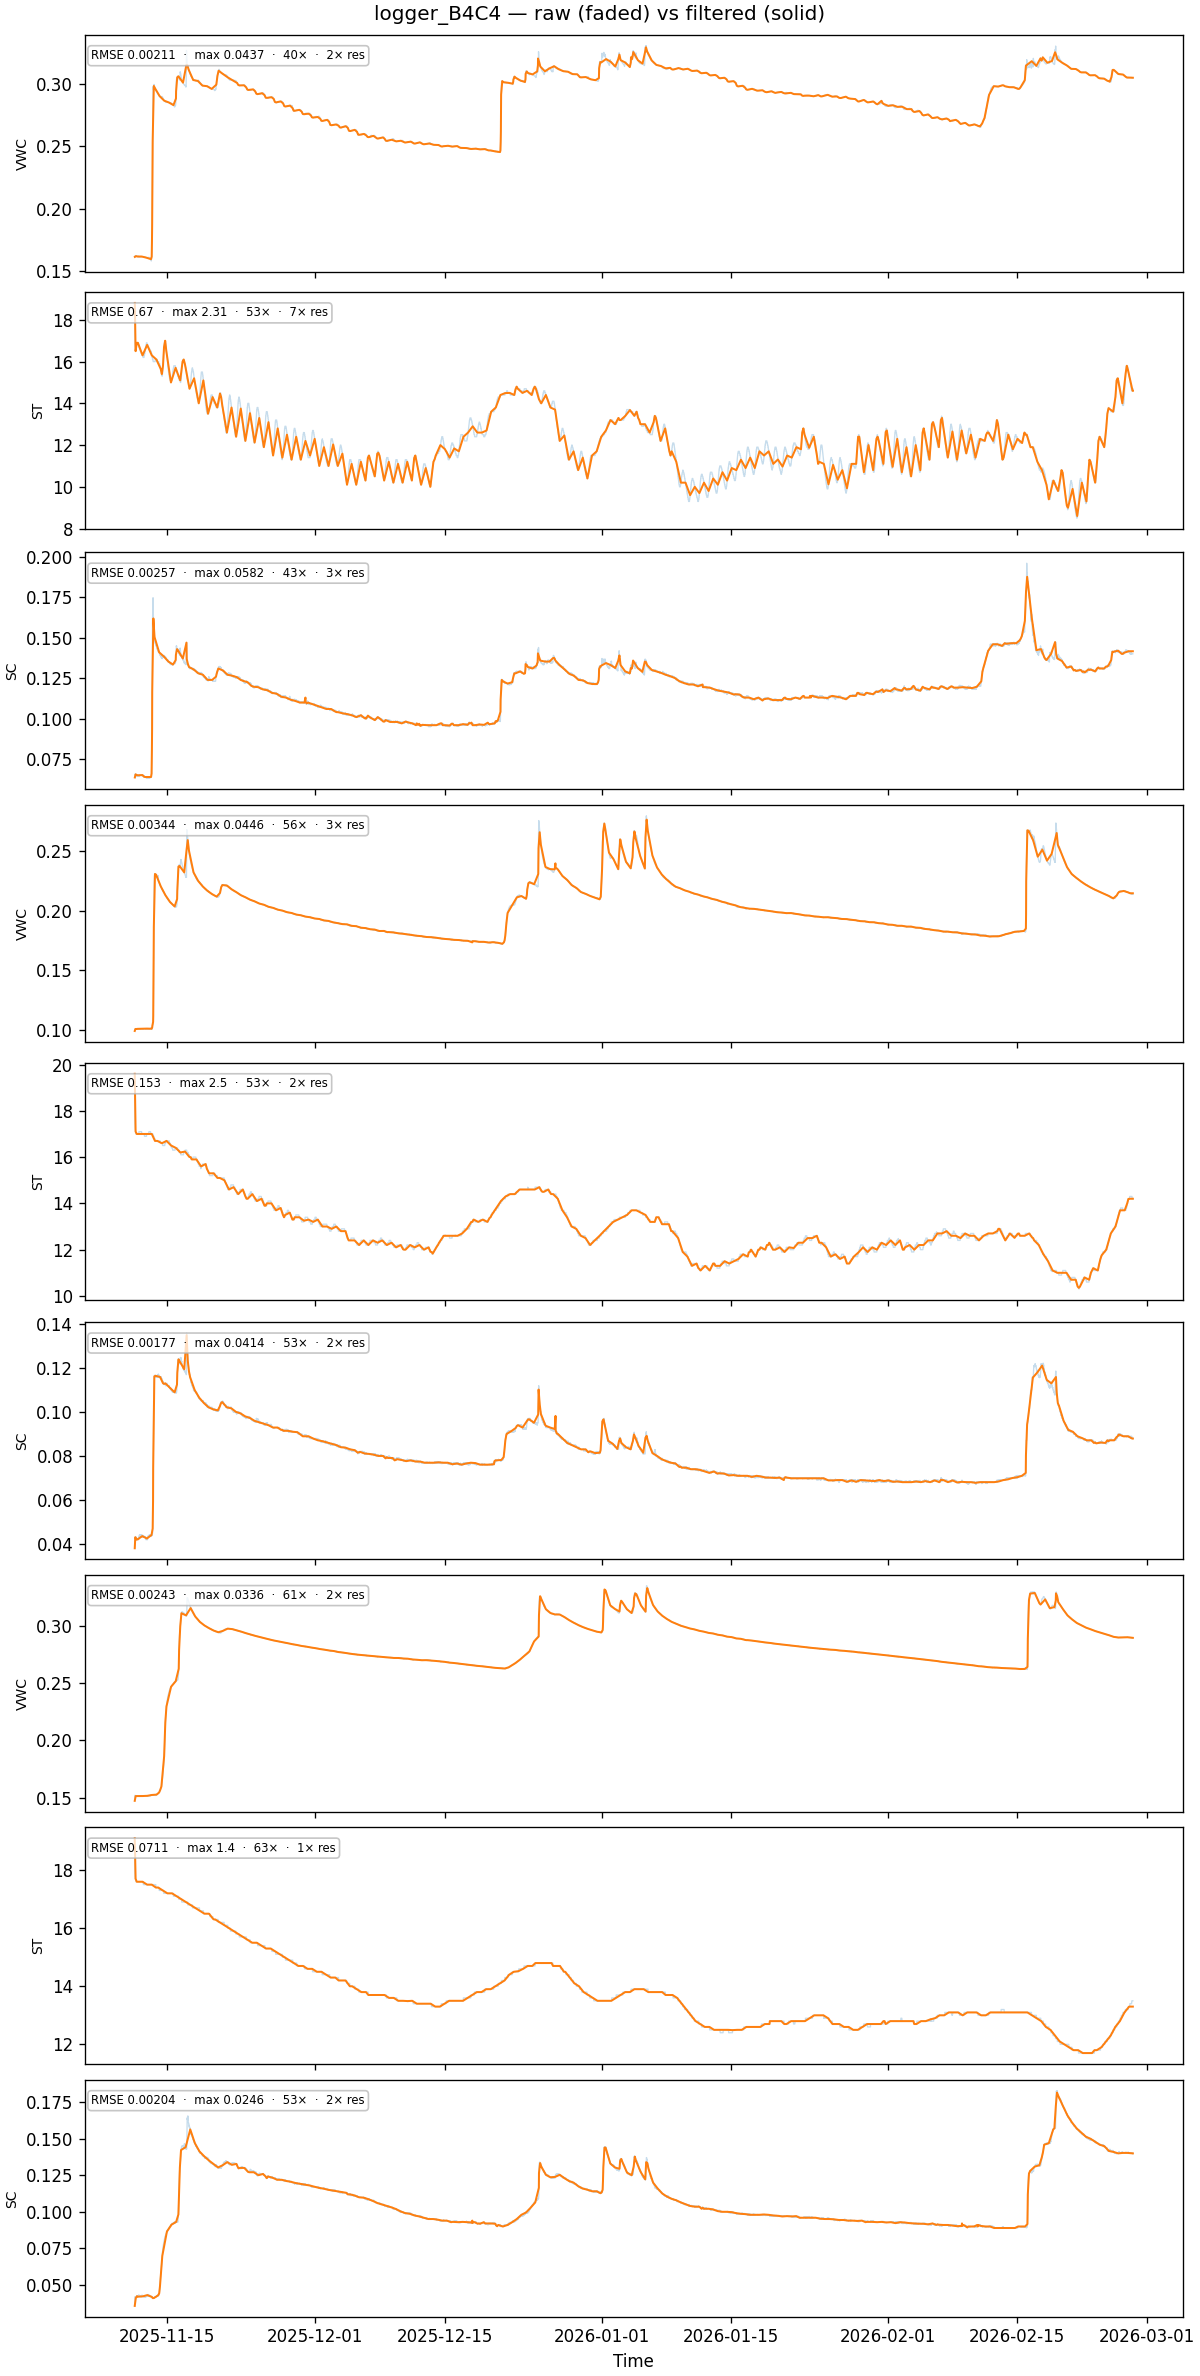 logger_B4C4 — raw (faded) vs filtered (solid)
RMSE 0.00211 · max 0.0437 · 40× · 2× res
0.30
0.25
0.20
0.15
VWC
RMSE 0.67 · max 2.31 · 53× · 7× res
18
16
14
12
10
8
ST
0.200
RMSE 0.00257 · max 0.0582 · 43× · 3× res
0.175
0.150
0.125
0.100
0.075
SC
RMSE 0.00344 · max 0.0446 · 56× · 3× res
0.25
0.20
0.15
0.10
VWC
20
RMSE 0.153 · max 2.5 · 53× · 2× res
18
16
14
12
10
ST
0.14
RMSE 0.00177 · max 0.0414 · 53× · 2× res
0.12
0.10
0.08
0.06
0.04
SC
RMSE 0.00243 · max 0.0336 · 61× · 2× res
0.30
0.25
0.20
0.15
VWC
RMSE 0.0711 · max 1.4 · 63× · 1× res
18
16
14
12
ST
RMSE 0.00204 · max 0.0246 · 53× · 2× res
0.175
0.150
0.125
0.100
0.075
0.050
SC
2025-11-15 2025-12-01 2025-12-15 2026-01-01 2026-01-15 2026-02-01 2026-02-15 2026-03-01
Time